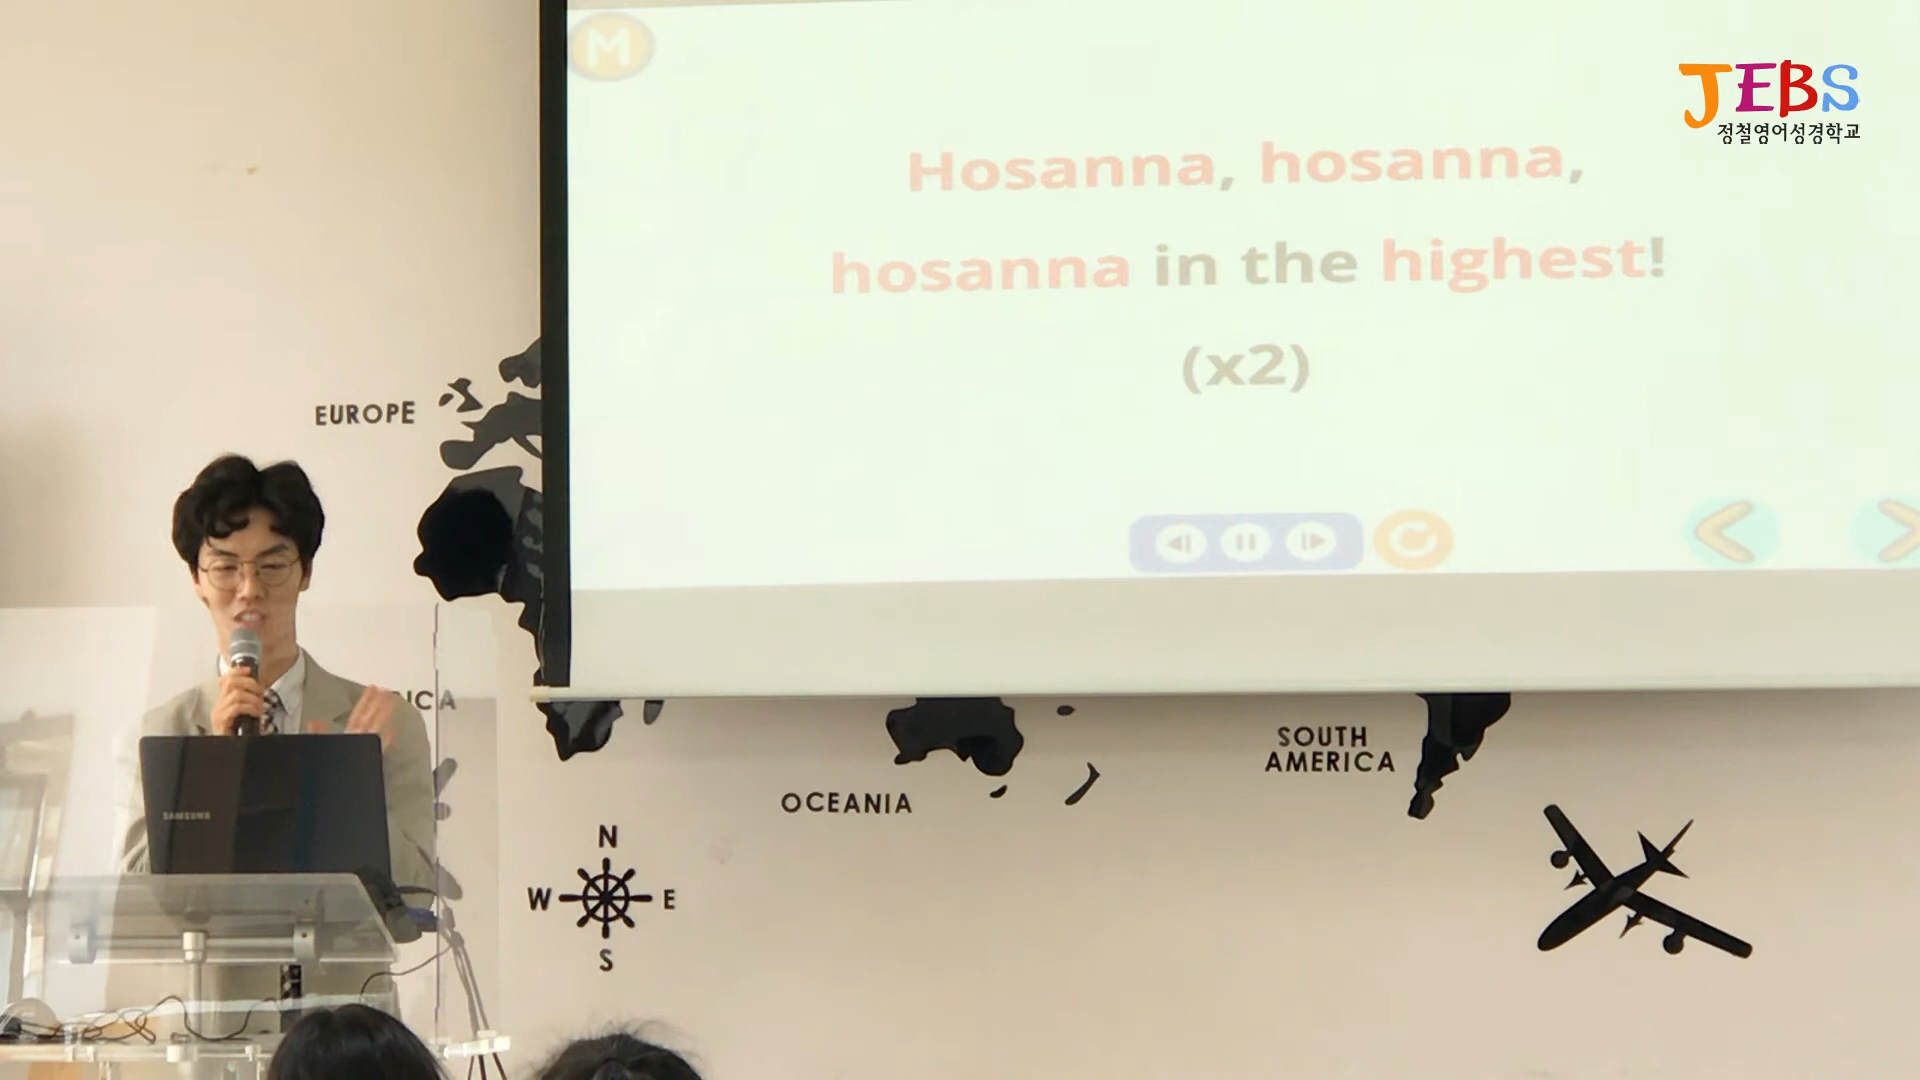 M
JEBS
정철영어성경학교
Hosanna, hosanna,
hosanna in the highest!
(x2)
EUROPE
SAMSUNG
OCEANIA
SOUTH
AMERICA
N
W
E
S